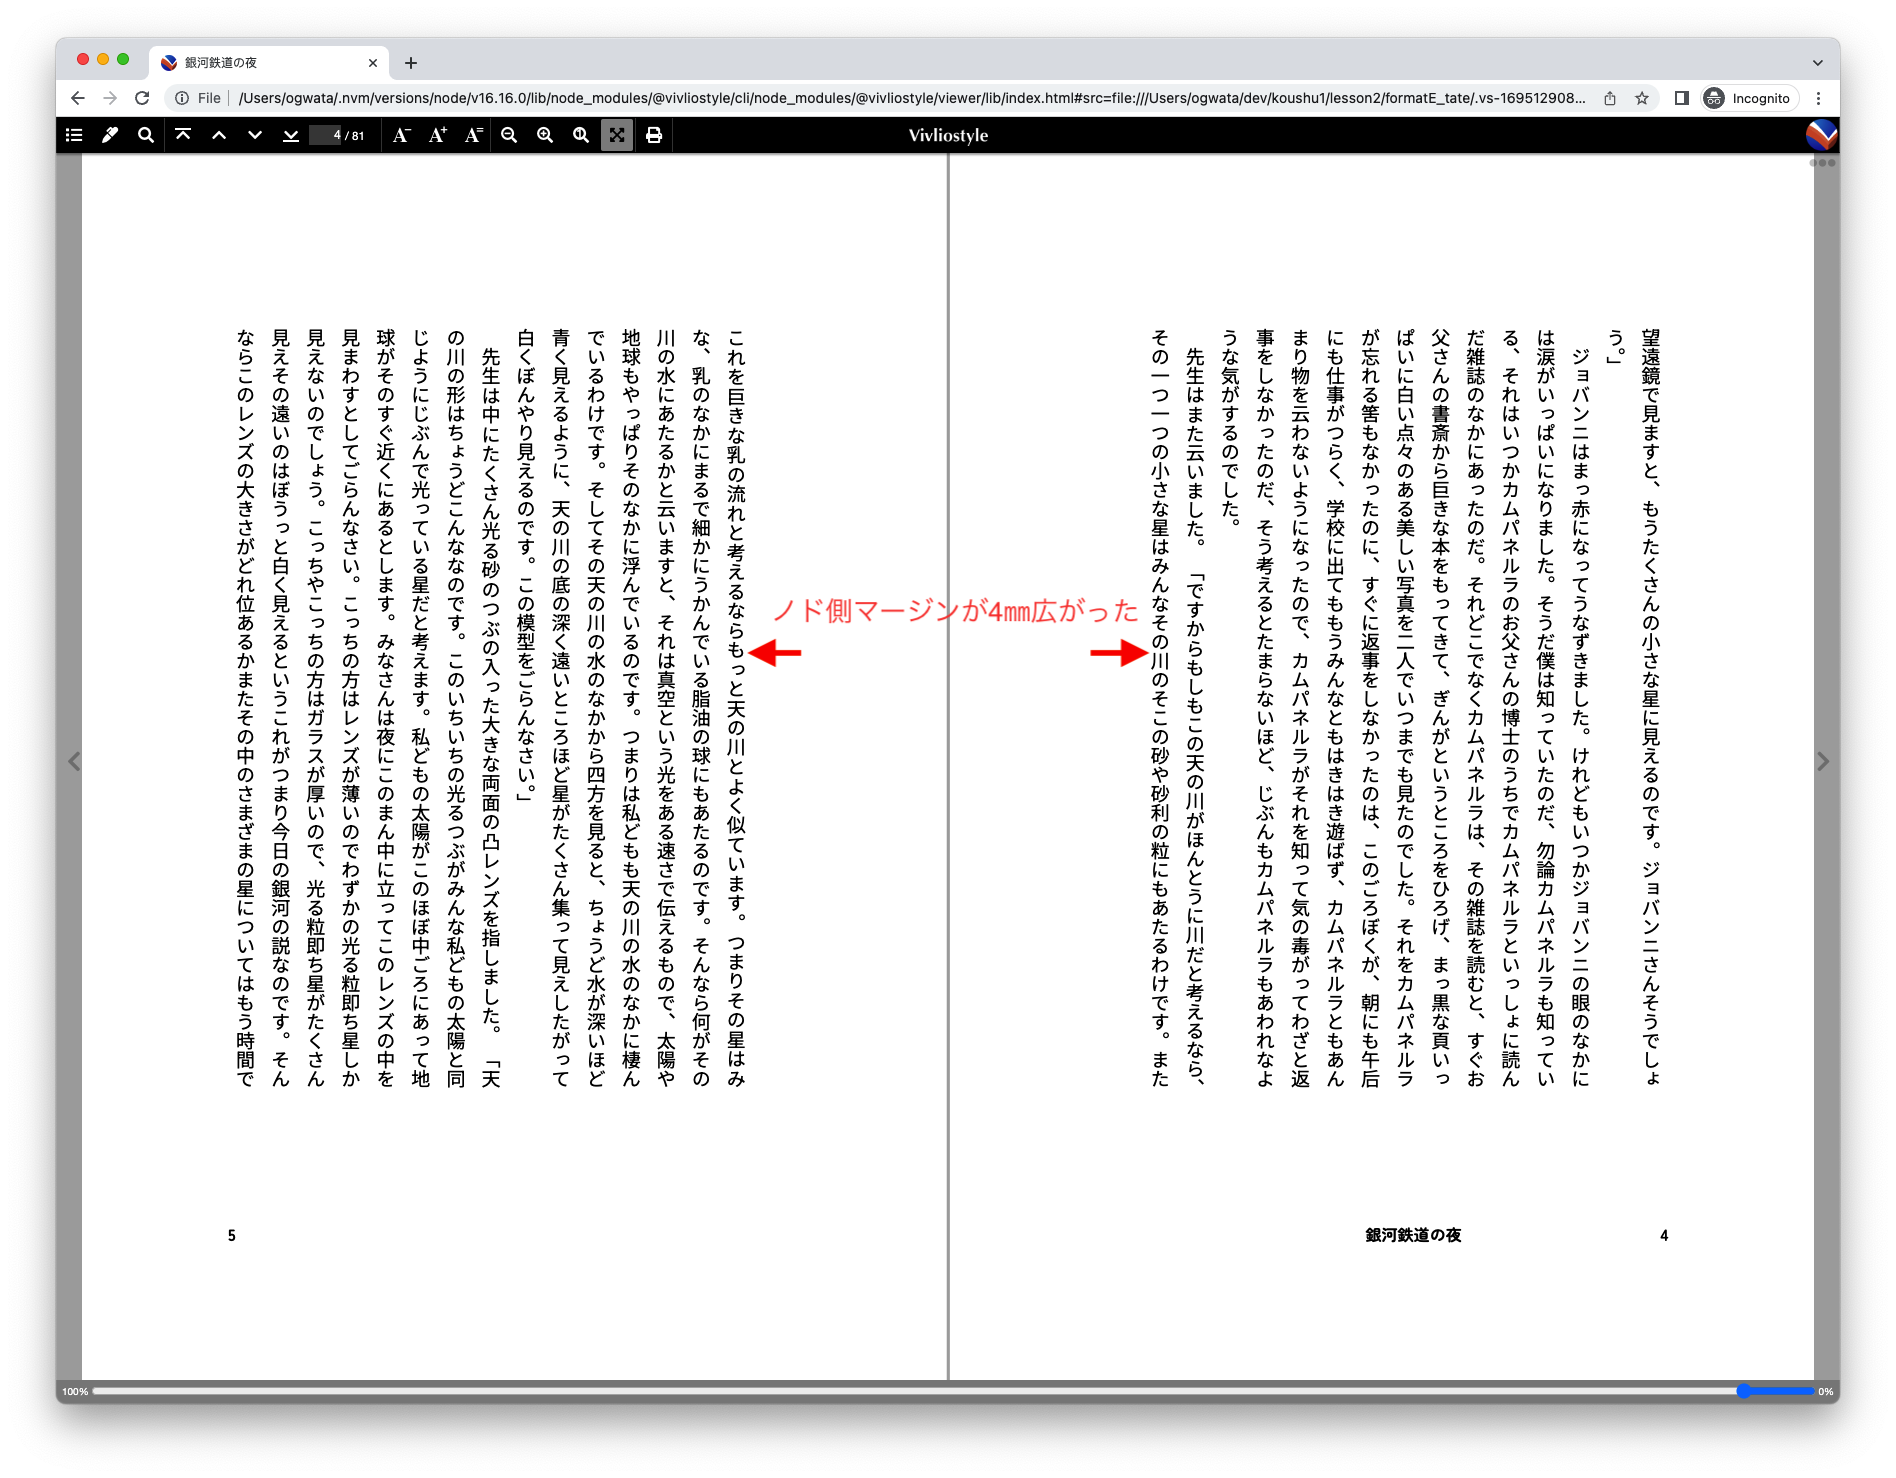 銀河鉄道の夜
File
/Users/ogwata/.nvm/versions/node/v16.16.0/lib/node_modules/@vivliostyle/cli/node_modules/@vivliostyle/viewer/lib/index.html#src=file:///Users/ogwata/dev/koushu1/lesson2/formatE_tate/.vs-169512908...
Incognito
4 / 81
A- A+ A=
Vivliostyle
望遠鏡で見ますと、もうたくさんの小さな星に見えるのです。ジョバンニさんそうでしょ
う。」
ジョバンニはまっ赤になってうなずきました。けれどもいつかジョバンニの眼のなかに
は涙がいっぱいになりました。そうだ僕は知っていたのだ、勿論カムパネルラも知ってい
る、それはいつかカムパネルラのお父さんの博士のうちでカムパネルラといっしょに読ん
だ雑誌のなかにあったのだ。それどこでなくカムパネルラは、その雑誌を読むと、すぐお
父さんの書斎から巨きな本をもってきて、ぎんがというところをひろげ、まっ黒な頁いっ
ぱいに白い点々のある美しい写真を二人でいつまでも見たのでした。それをカムパネルラ
が忘れる筈もなかったのに、すぐに返事をしなかったのは、このごろぼくが、朝にも午后
にも仕事がつらく、学校に出てももうみんなともはきはき遊ばず、カムパネルラともあん
まり物を云わないようになったので、カムパネルラがそれを知って気の毒がってわざと返
事をしなかったのだ、そう考えるとたまらないほど、じぶんもカムパネルラもあわれなよ
うな気がするのでした。
先生はまた云いました。「ですからもしもこの天の川がほんとうに川だと考えるなら、
その一つ一つの小さな星はみんなその川のそこの砂や砂利の粒にもあたるわけです。また
銀河鉄道の夜
4
ノド側マージンが4㎜広がった
これを巨きな乳の流れと考えるならもっと天の川とよく似ています。つまりその星はみ
な、乳のなかにまるで細かにうかんでいる脂油の球にもあたるのです。そんなら何がその
川の水にあたるかと云いますと、それは真空という光をある速さで伝えるもので、太陽や
地球もやっぱりそのなかに浮んでいるのです。つまりは私どもも天の川の水のなかに棲ん
でいるわけです。そしてその天の川の水のなかから四方を見ると、ちょうど水が深いほど
青く見えるように、天の川の底の深く遠いところほど星がたくさん集って見えしたがって
白くぼんやり見えるのです。この模型をごらんなさい。」
先生は中にたくさん光る砂のつぶの入った大きな両面の凸レンズを指しました。「天
の川の形はちょうどこんななのです。このいちいちの光るつぶがみんな私どもの太陽と同
じようにじぶんで光っている星だと考えます。私どもの太陽がこのほぼ中ごろにあって地
球がそのすぐ近くにあるとします。みなさんは夜にこのまん中に立ってこのレンズの中を
見まわすとしてごらんなさい。こっちの方はレンズが薄いのでわずかの光る粒即ち星しか
見えないのでしょう。こっちやこっちの方はガラスが厚いので、光る粒即ち星がたくさん
見えその遠いのはぼうっと白く見えるというこれがつまり今日の銀河の説なのです。そん
ならこのレンズの大きさがどれ位あるかまたその中のさまざまの星についてはもう時間で
5
100%
0%